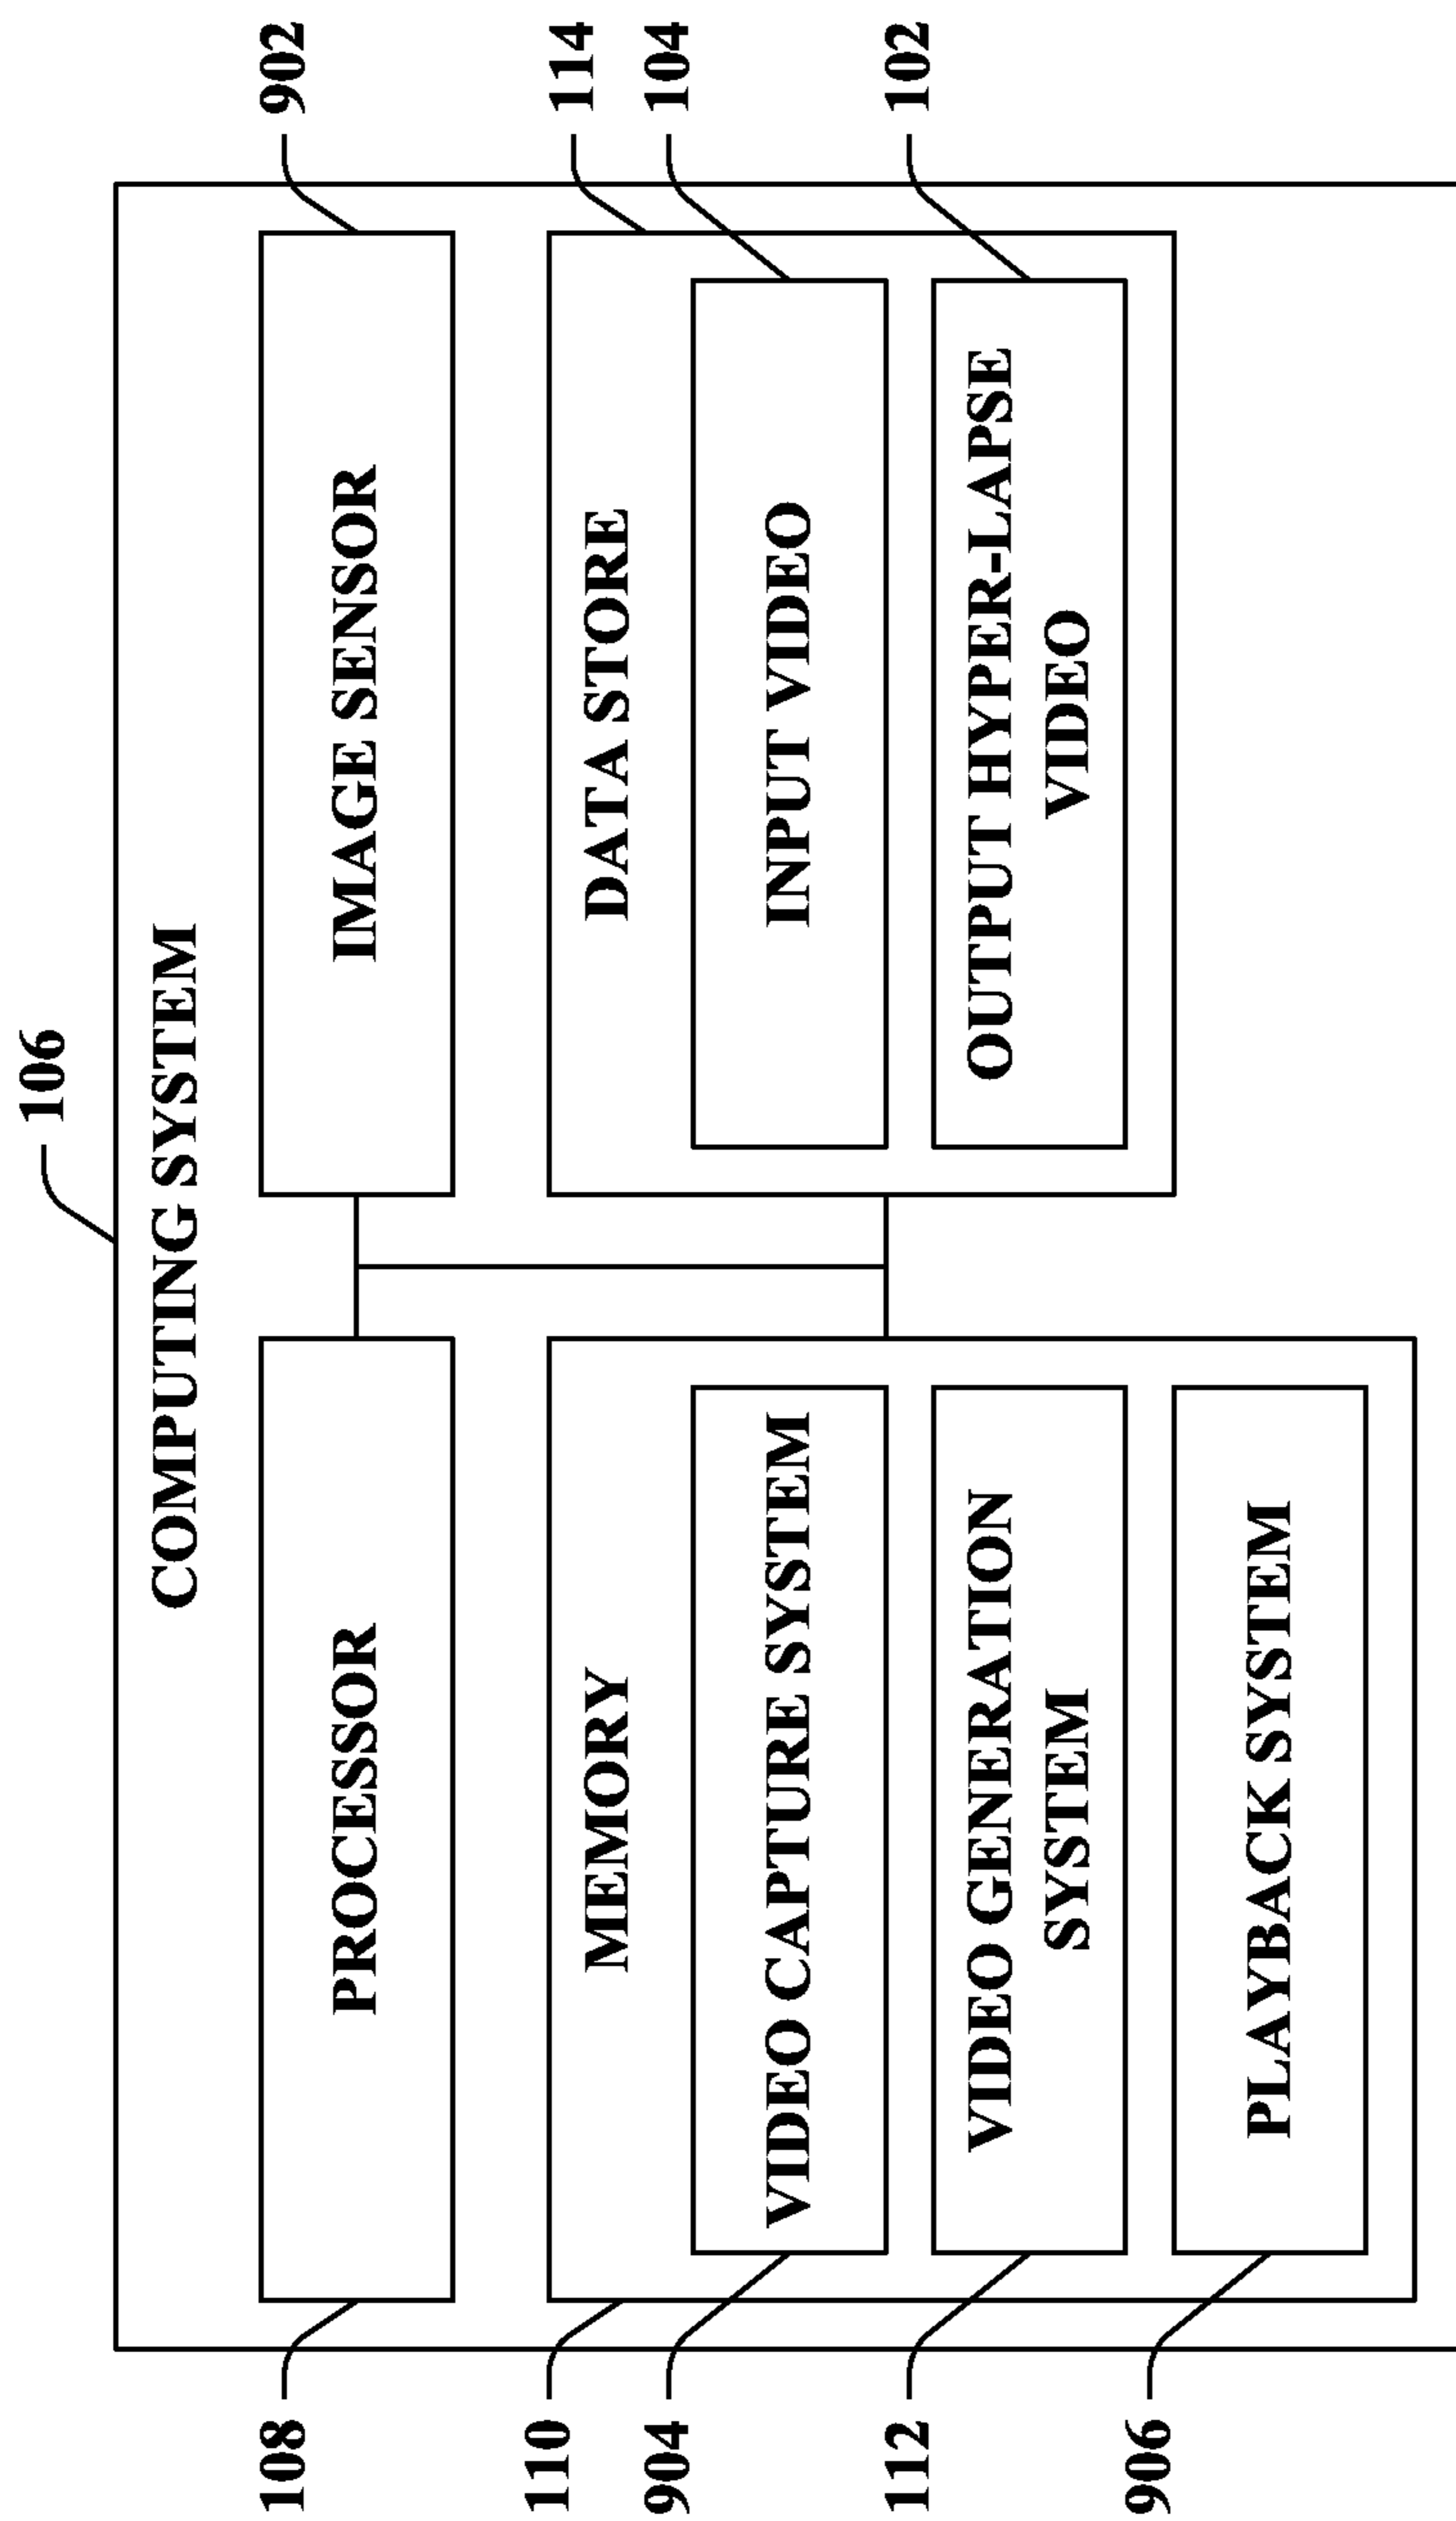 106
COMPUTING SYSTEM
108
PROCESSOR
IMAGE SENSOR
902
110
MEMORY
904
VIDEO CAPTURE SYSTEM
112
VIDEO GENERATION
SYSTEM
906
PLAYBACK SYSTEM
114
DATA STORE
104
INPUT VIDEO
102
OUTPUT HYPER-LAPSE
VIDEO